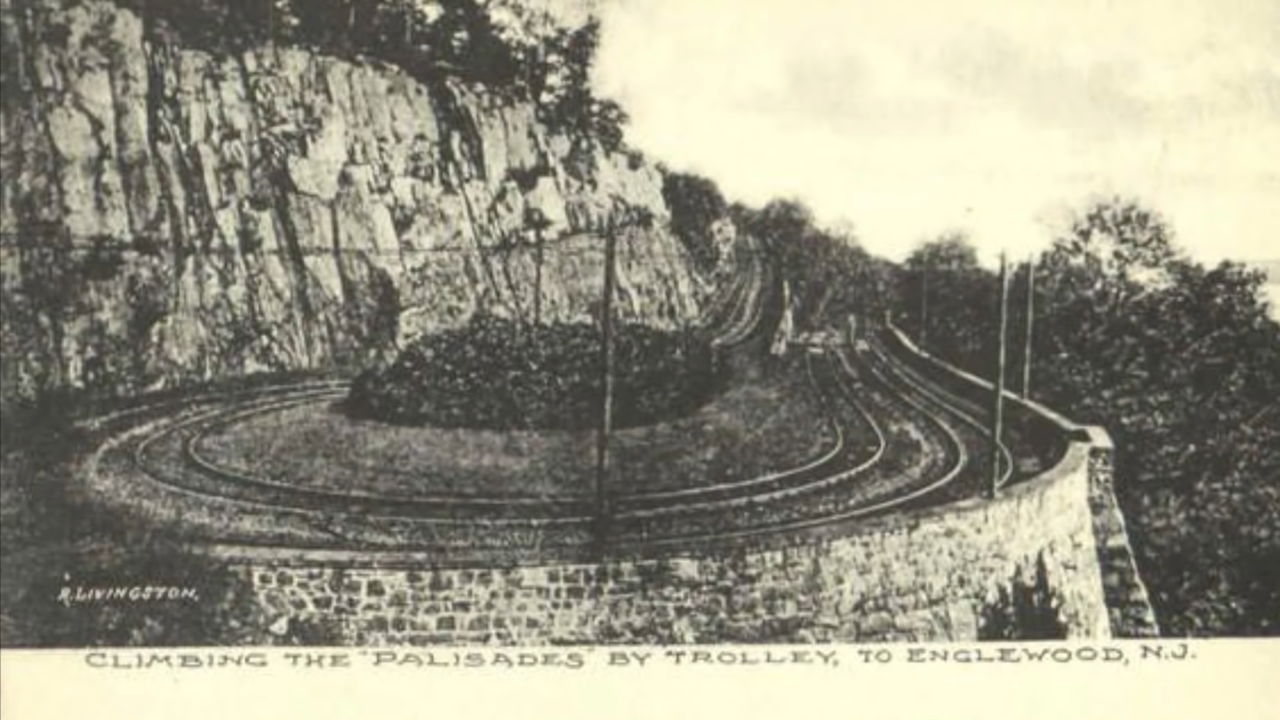 R. LIVINGSTON.
CLIMBING THE "PALISADES" BY TROLLEY, TO ENGLEWOOD, N.J.